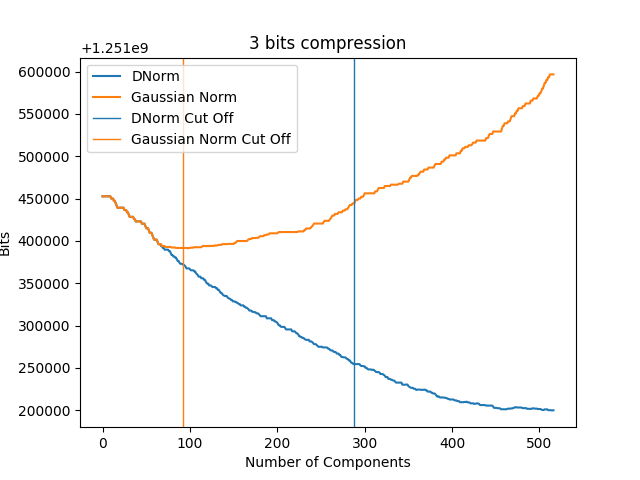 3 bits compression
+1.251e9
DNorm
Gaussian Norm
DNorm Cut Off
Gaussian Norm Cut Off
600000
550000
500000
450000
400000
350000
300000
250000
200000
Bits
0 100 200 300 400 500
Number of Components